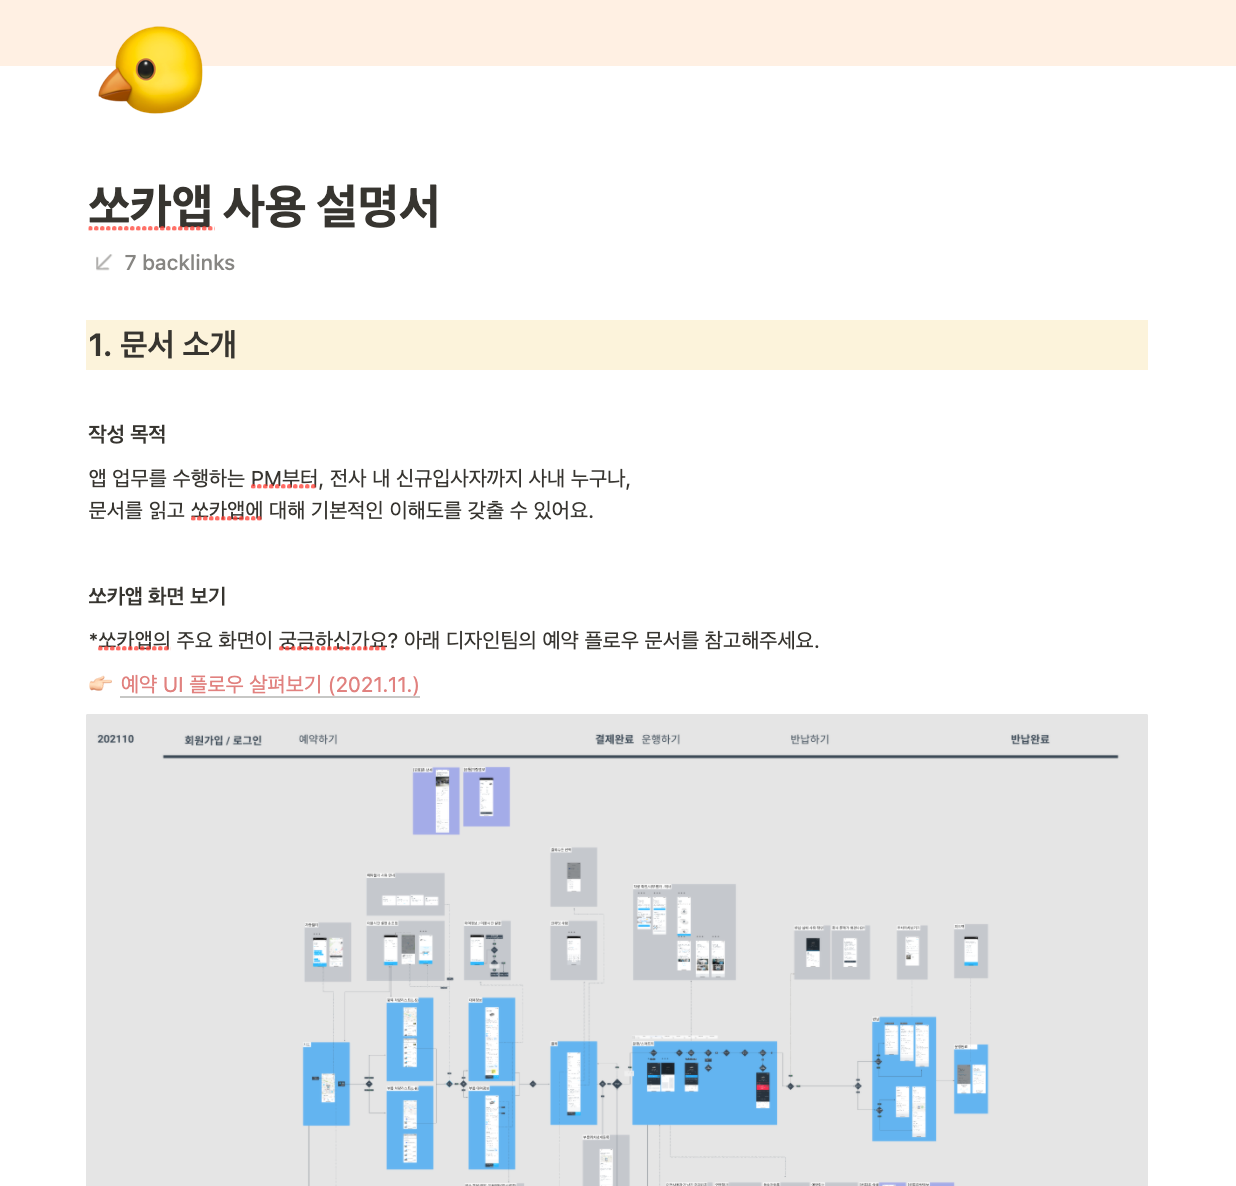 쏘카앱 사용 설명서
7 backlinks
1. 문서 소개
작성 목적
앱 업무를 수행하는 PM부터, 전사 내 신규입사자까지 사내 누구나,
문서를 읽고 쏘카앱에 대해 기본적인 이해도를 갖출 수 있어요.
쏘카앱 화면 보기
*쏘카앱의 주요 화면이 궁금하신가요? 아래 디자인팀의 예약 플로우 문서를 참고해주세요.
예약 UI 플로우 살펴보기 (2021.11.)
202110 회원가입 / 로그인 예약하기 결제완료 운행하기 반납하기 반납완료